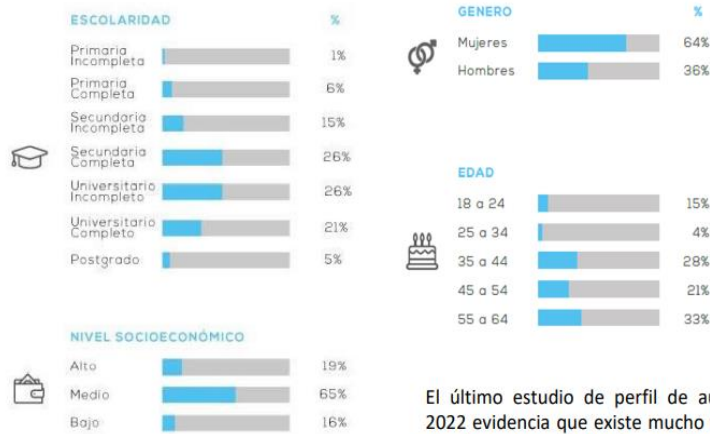 ESCOLARIDAD %
Primaria
Incompleta 1%
Primaria
Completa 6%
Secundaria
Incompleta 15%
Secundaria
Completa 26%
Universitario
Incompleto 26%
Universitario
Completo 21%
Postgrado 5%
NIVEL SOCIOECONÓMICO
Alto 19%
Medio 65%
Bajo 16%
GENERO %
Mujeres 64%
Hombres 36%
EDAD
18 a 24 15%
25 a 34 4%
35 a 44 28%
45 a 54 21%
55 a 64 33%
El último estudio de perfil de
2022 evidencia que existe mucho